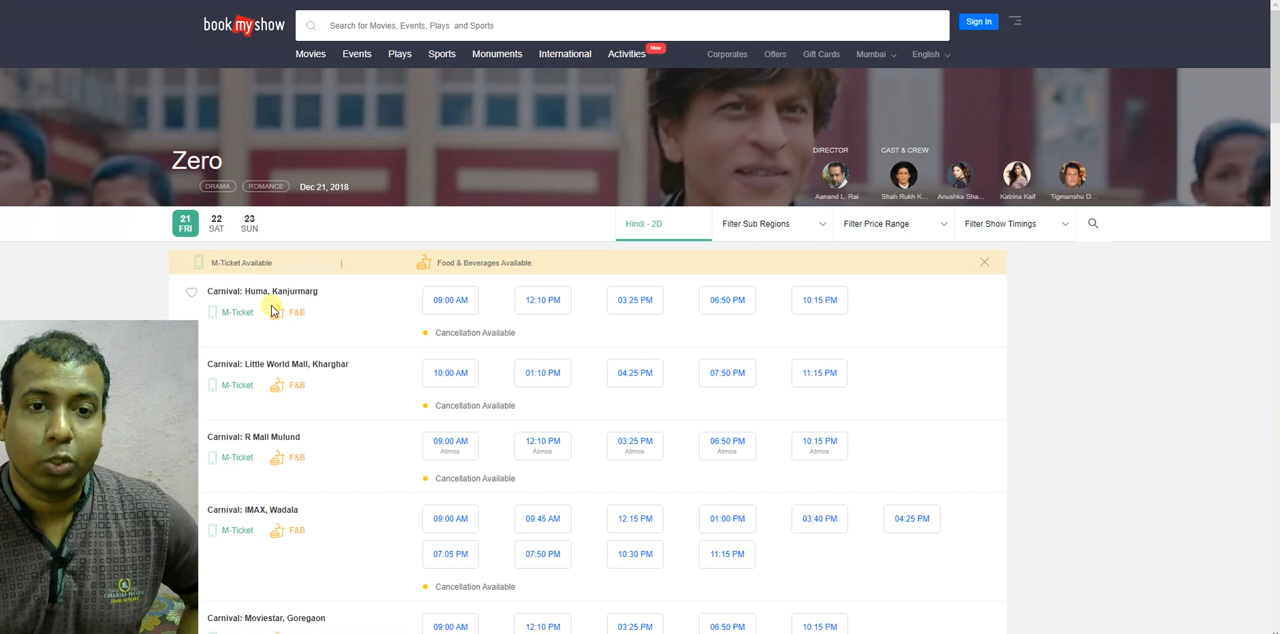 book my show
Search for Movies, Events, Plays and Sports
Sign In
Movies Events Plays Sports Monuments International Activities New
Corporates Offers Gift Cards Mumbai English
DIRECTOR CAST & CREW
Zero
DRAMA ROMANCE Dec 21, 2018
Aanand L. Rai Shah Rukh K... Anushka Sha... Katrina Kaif Tigmanshu D...
21 FRI
22 SAT
23 SUN
Hindi - 2D Filter Sub Regions Filter Price Range Filter Show Timings
M-Ticket Available | Food & Beverages Available
Carnival: Huma, Kanjurmarg
M-Ticket F&B
09:00 AM 12:10 PM 03:25 PM 06:50 PM 10:15 PM
Cancellation Available
Carnival: Little World Mall, Kharghar
M-Ticket F&B
10:00 AM 01:10 PM 04:25 PM 07:50 PM 11:15 PM
Cancellation Available
Carnival: R Mall Mulund
M-Ticket F&B
09:00 AM 12:10 PM 03:25 PM 06:50 PM 10:15 PM
Atmos Atmos Atmos Atmos Atmos
Cancellation Available
Carnival: IMAX, Wadala
M-Ticket F&B
09:00 AM 09:45 AM 12:15 PM 01:00 PM 03:40 PM 04:25 PM
07:05 PM 07:50 PM 10:30 PM 11:15 PM
Cancellation Available
Carnival: Moviestar, Goregaon
09:00 AM 12:10 PM 03:25 PM 06:50 PM 10:15 PM